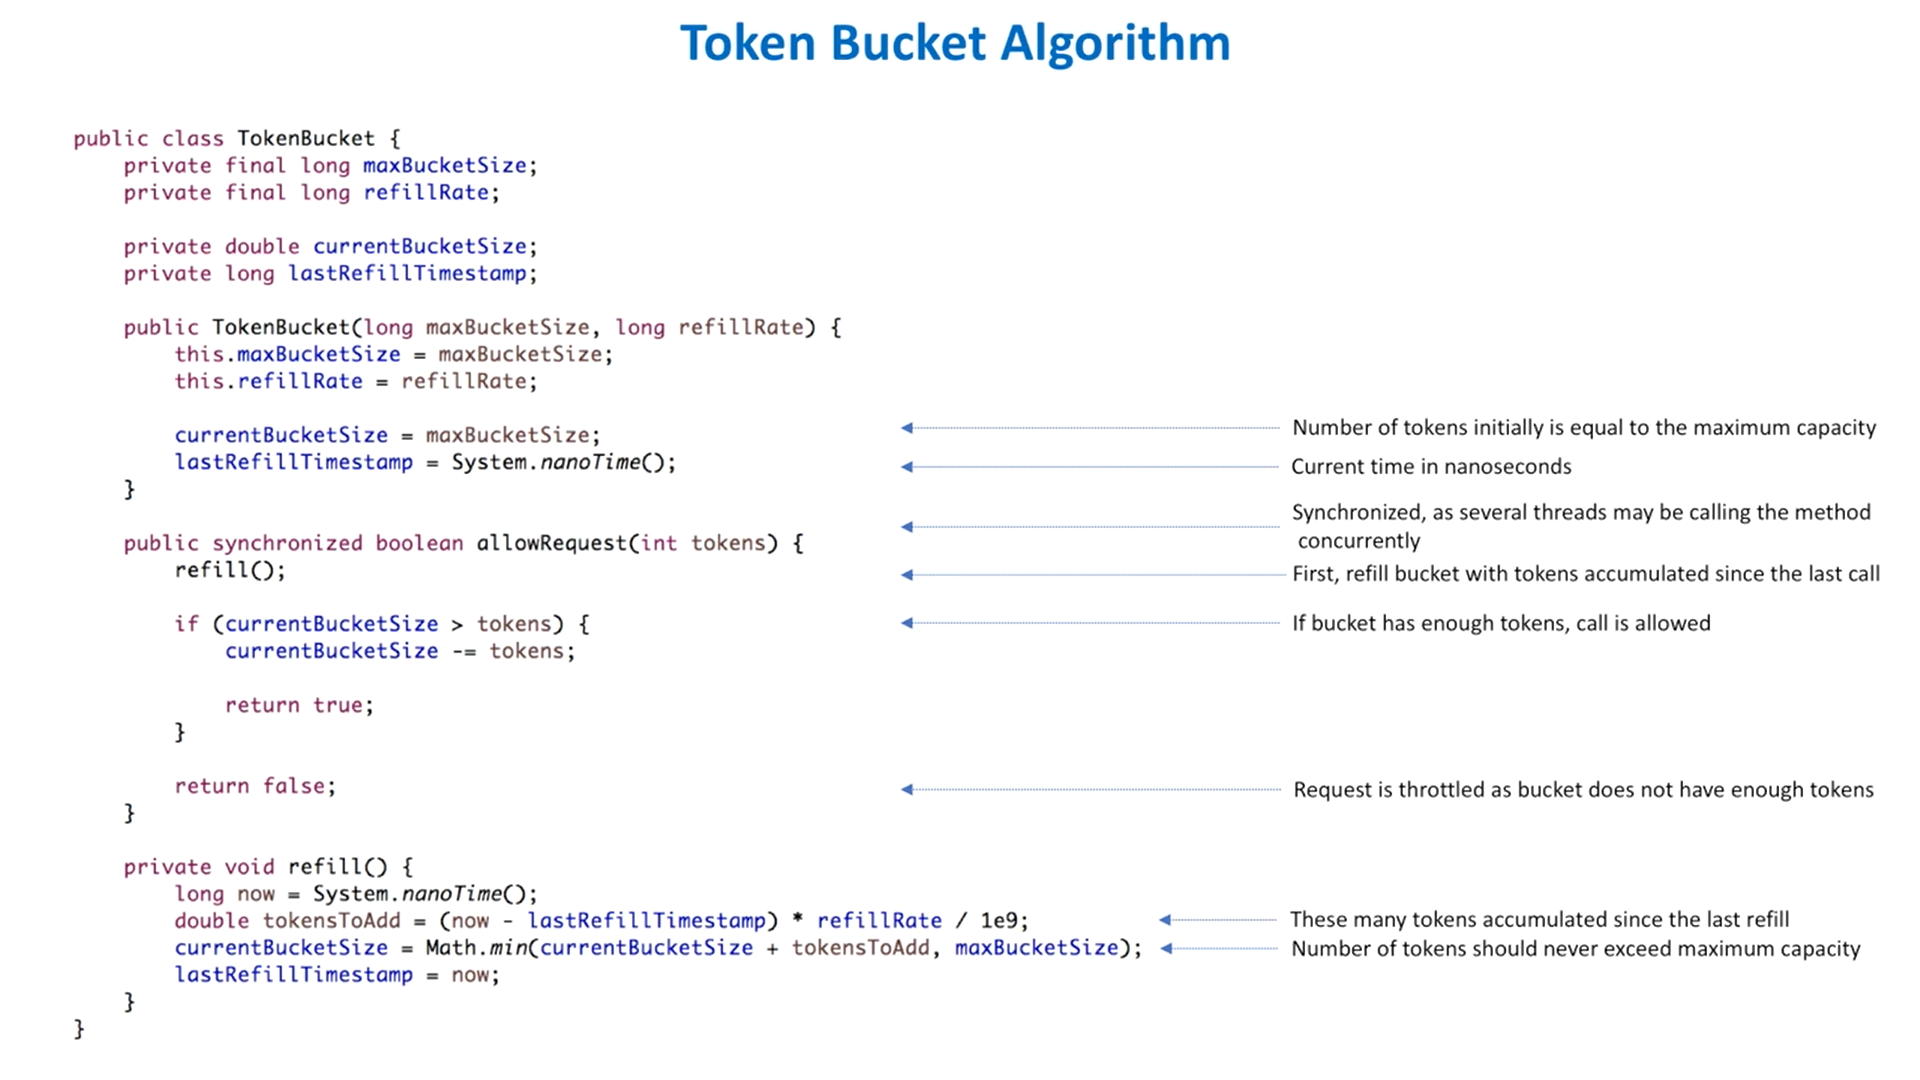 Token Bucket Algorithm
public class TokenBucket {
private final long maxBucketSize;
private final long refillRate;
private double currentBucketSize;
private long lastRefillTimestamp;
public TokenBucket(long maxBucketSize, long refillRate) {
this.maxBucketSize = maxBucketSize;
this.refillRate = refillRate;
currentBucketSize = maxBucketSize;
Number of tokens initially is equal to the maximum capacity
lastRefillTimestamp = System.nanoTime();
Current time in nanoseconds
}
public synchronized boolean allowRequest(int tokens) {
Synchronized, as several threads may be calling the method
concurrently
refill();
First, refill bucket with tokens accumulated since the last call
if (currentBucketSize > tokens) {
If bucket has enough tokens, call is allowed
currentBucketSize -= tokens;
return true;
}
return false;
Request is throttled as bucket does not have enough tokens
}
private void refill() {
long now = System.nanoTime();
double tokensToAdd = (now - lastRefillTimestamp) * refillRate / 1e9;
These many tokens accumulated since the last refill
currentBucketSize = Math.min(currentBucketSize + tokensToAdd, maxBucketSize);
Number of tokens should never exceed maximum capacity
lastRefillTimestamp = now;
}
}